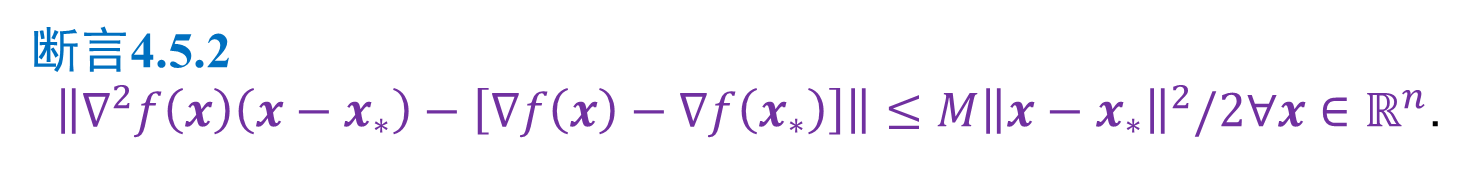 断言4.5.2
‖∇²f(𝒙)(𝒙 − 𝒙∗) − [∇f(𝒙) − ∇f(𝒙∗)]‖ ≤ M‖𝒙 − 𝒙∗‖²/2∀𝒙 ∈ ℝⁿ.